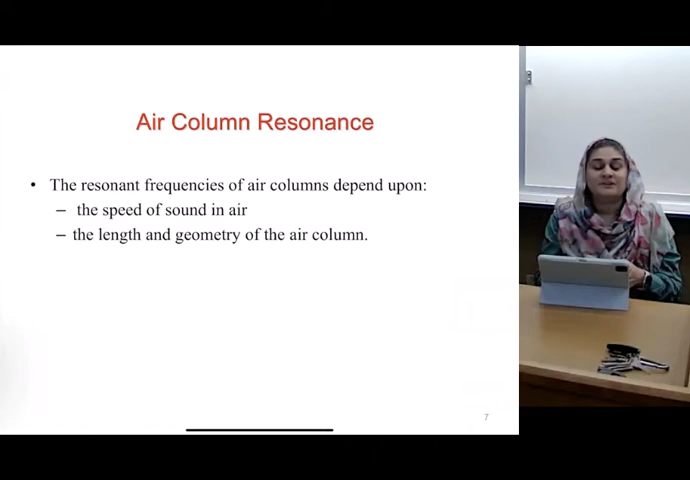 Air Column Resonance
• The resonant frequencies of air columns depend upon:
– the speed of sound in air
– the length and geometry of the air column.
7